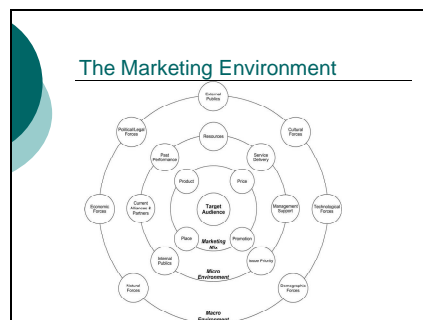 The Marketing Environment
External
Publics
Political/Legal
Forces
Cultural
Forces
Resources
Past
Performance
Service
Delivery
Product
Price
Economic
Forces
Current
Alliances &
Partners
Target
Audience
Management
Support
Technological
Forces
Place
Promotion
Marketing
Mix
Internal
Publics
Issue Priority
Micro
Environment
Natural
Forces
Demographic
Forces
Macro
Environment